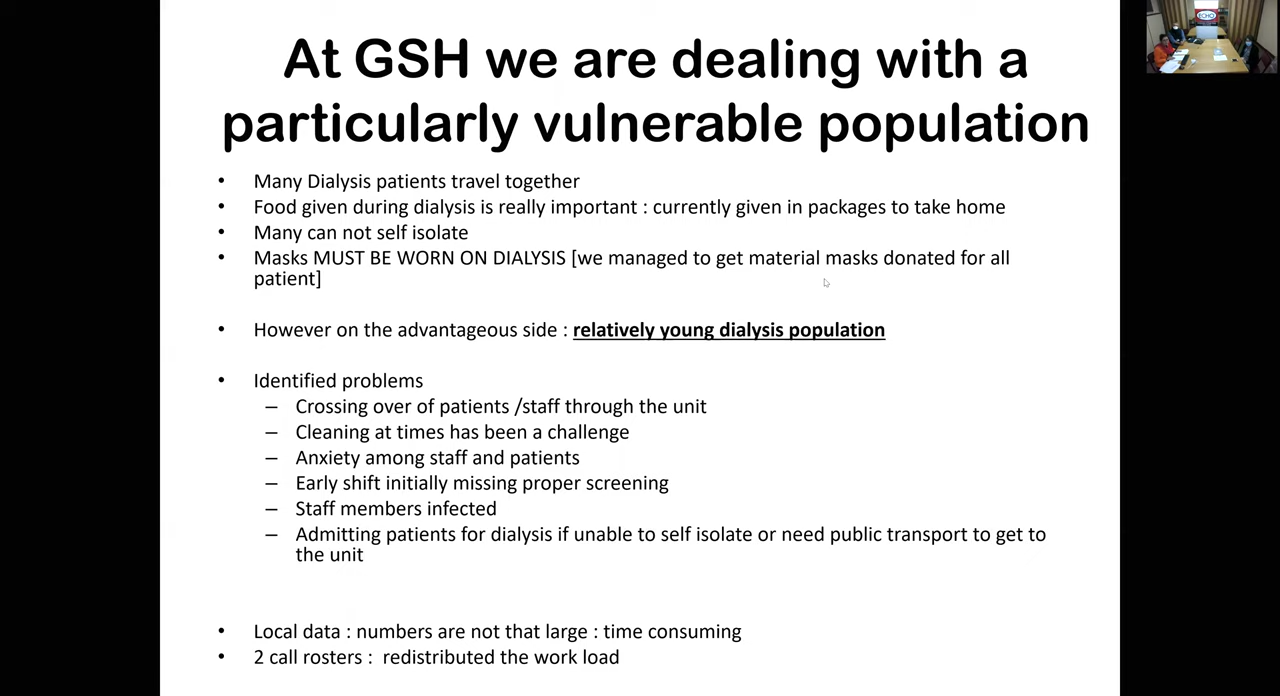 At GSH we are dealing with a
particularly vulnerable population
• Many Dialysis patients travel together
• Food given during dialysis is really important : currently given in packages to take home
• Many can not self isolate
• Masks MUST BE WORN ON DIALYSIS [we managed to get material masks donated for all
patient]
• However on the advantageous side : relatively young dialysis population
• Identified problems
– Crossing over of patients /staff through the unit
– Cleaning at times has been a challenge
– Anxiety among staff and patients
– Early shift initially missing proper screening
– Staff members infected
– Admitting patients for dialysis if unable to self isolate or need public transport to get to
the unit
• Local data : numbers are not that large : time consuming
• 2 call rosters :  redistributed the work load